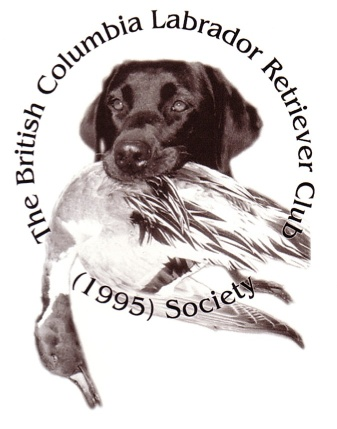 The British Columbia Labrador Retriever Club
(1995) Society